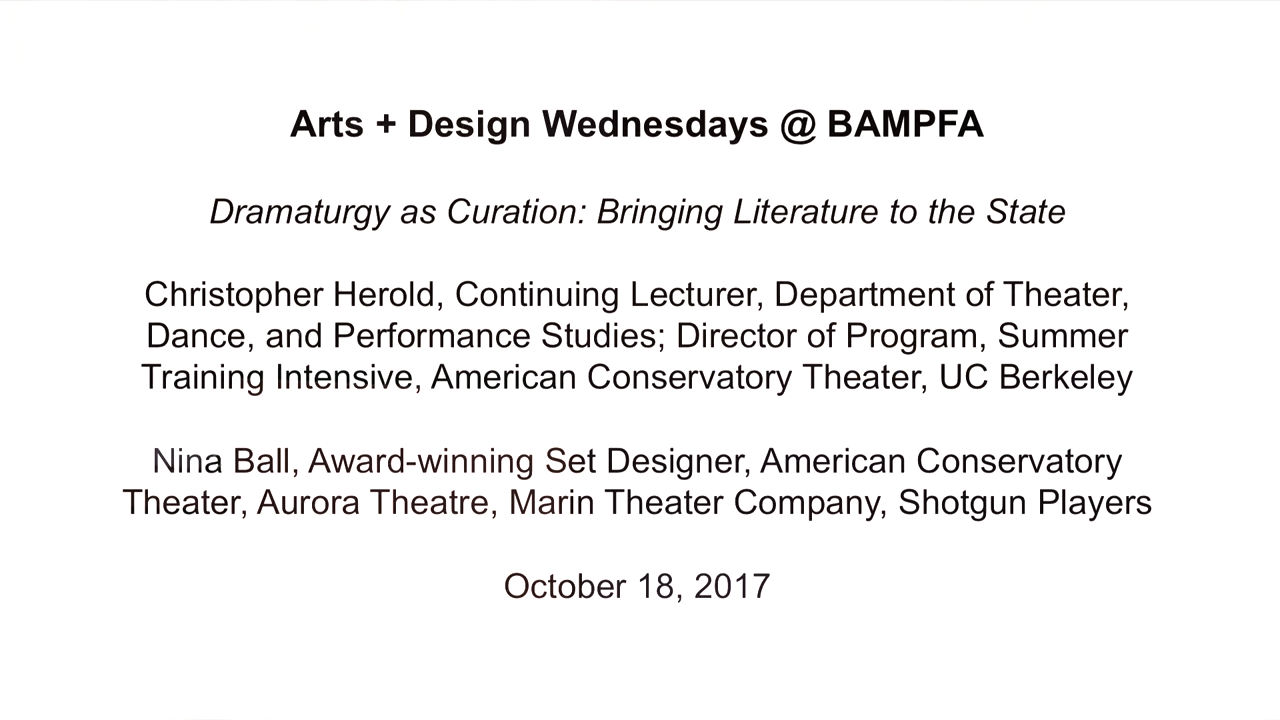 Arts + Design Wednesdays @ BAMPFA
Dramaturgy as Curation: Bringing Literature to the State
Christopher Herold, Continuing Lecturer, Department of Theater,
Dance, and Performance Studies; Director of Program, Summer
Training Intensive, American Conservatory Theater, UC Berkeley
Nina Ball, Award-winning Set Designer, American Conservatory
Theater, Aurora Theatre, Marin Theater Company, Shotgun Players
October 18, 2017